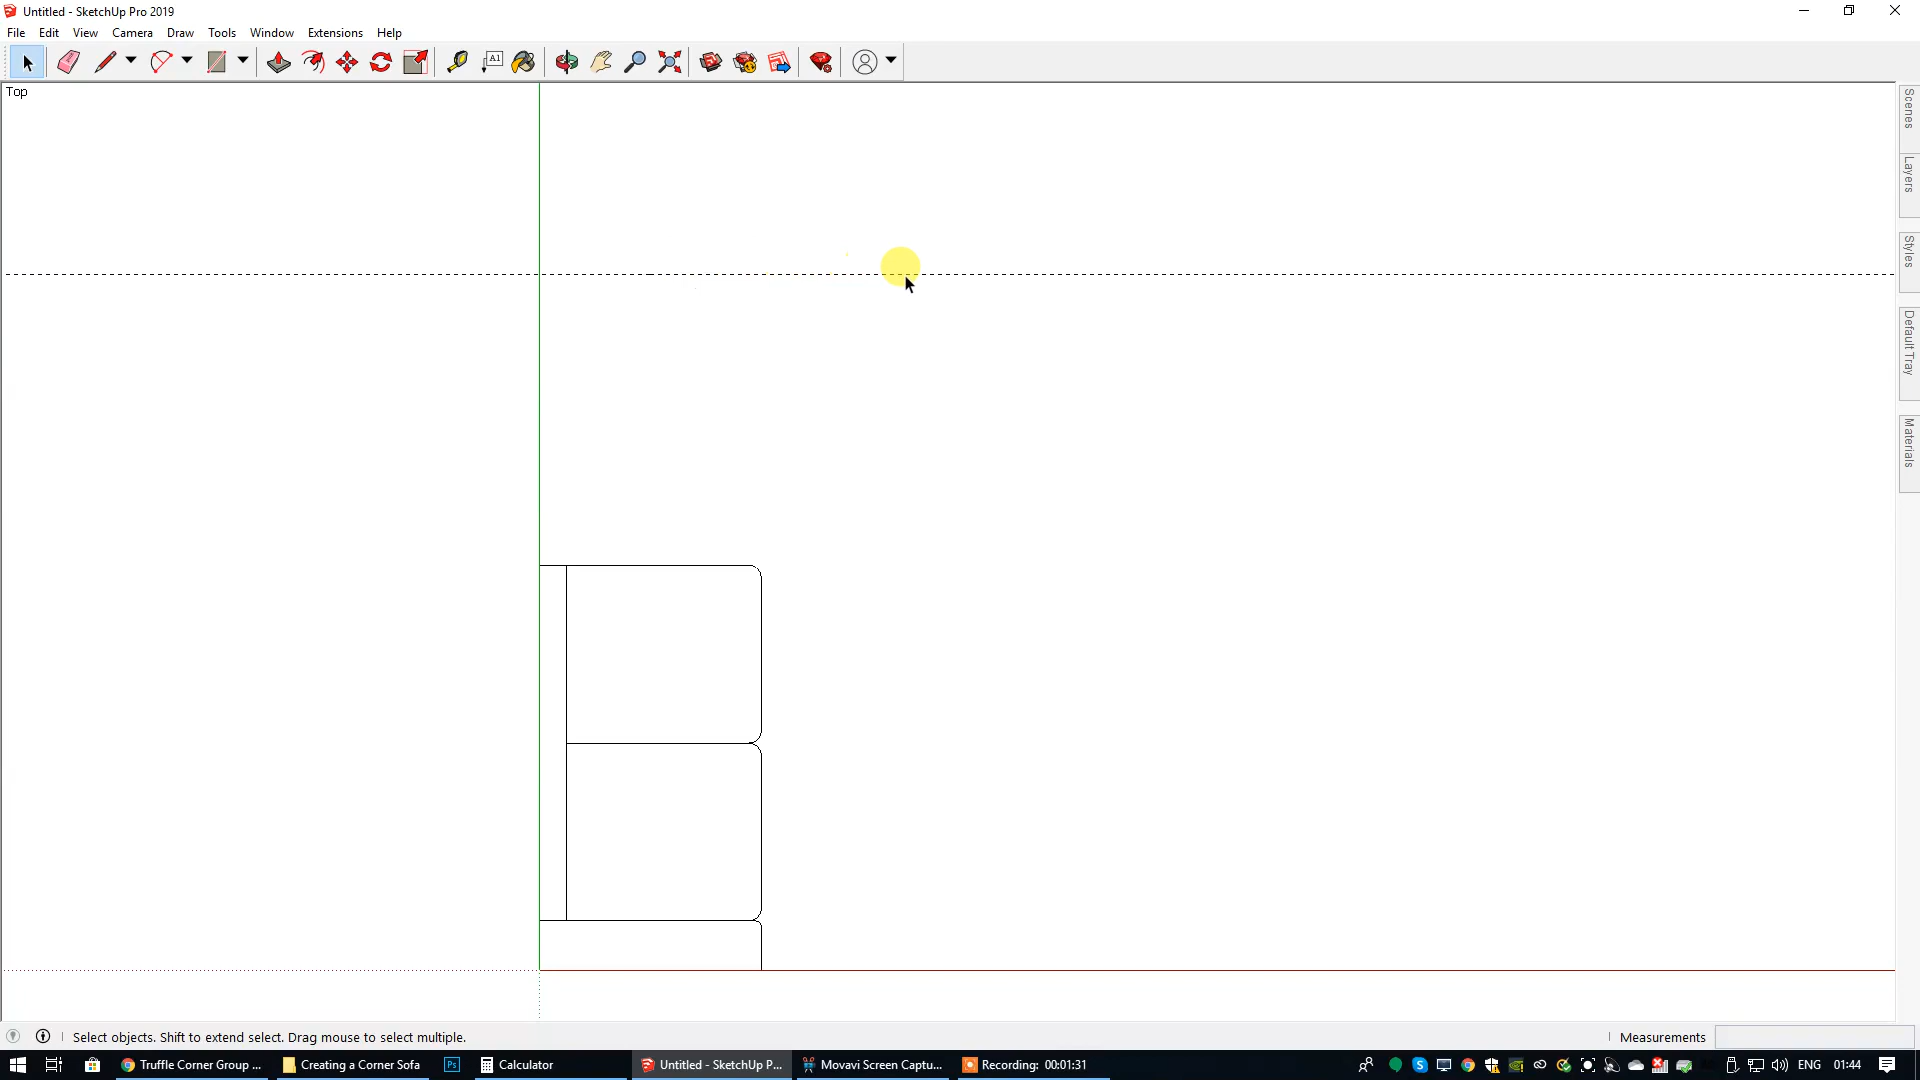 Untitled - SketchUp Pro 2019
File Edit View Camera Draw Tools Window Extensions Help
A1
Top
Scenes
Layers
Styles
Default Tray
Materials
Select objects. Shift to extend select. Drag mouse to select multiple.
Measurements
Truffle Corner Group ...
Creating a Corner Sofa
Ps
Calculator
Untitled - SketchUp P...
Movavi Screen Captu...
Recording: 00:01:31
ENG
01:44